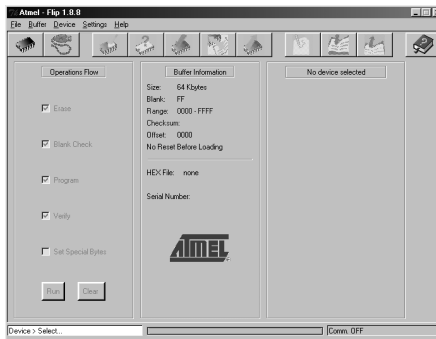 Atmel - Flip 1.8.8
File Buffer Device Settings Help
Operations Flow
Erase
Blank Check
Program
Verify
Set Special Bytes
Run Clear
Buffer Information
Size: 64 Kbytes
Blank: FF
Range: 0000 - FFFF
Checksum:
Offset: 0000
No Reset Before Loading
HEX File: none
Serial Number:
ATMEL
No device selected
Device > Select...
Comm. OFF